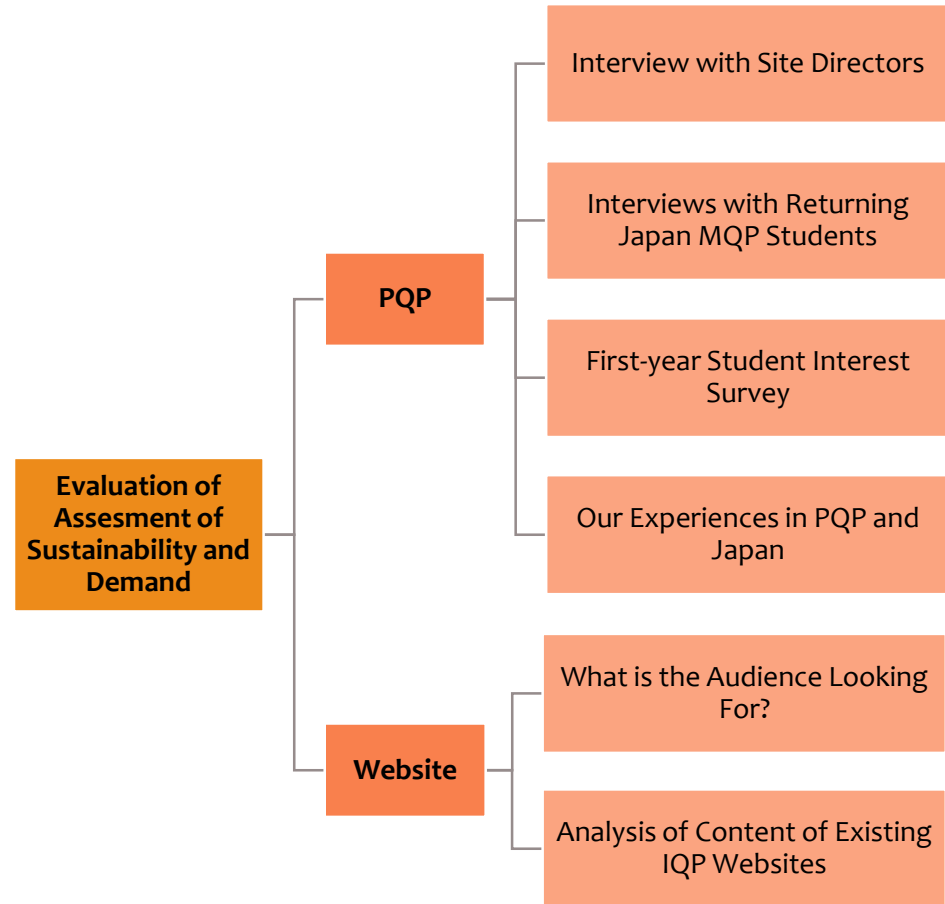 Interview with Site Directors
Interviews with Returning
Japan MQP Students
PQP
First-year Student Interest
Survey
Evaluation of
Assesment of
Sustainability and
Demand
Our Experiences in PQP and
Japan
What is the Audience Looking
For?
Website
Analysis of Content of Existing
IQP Websites